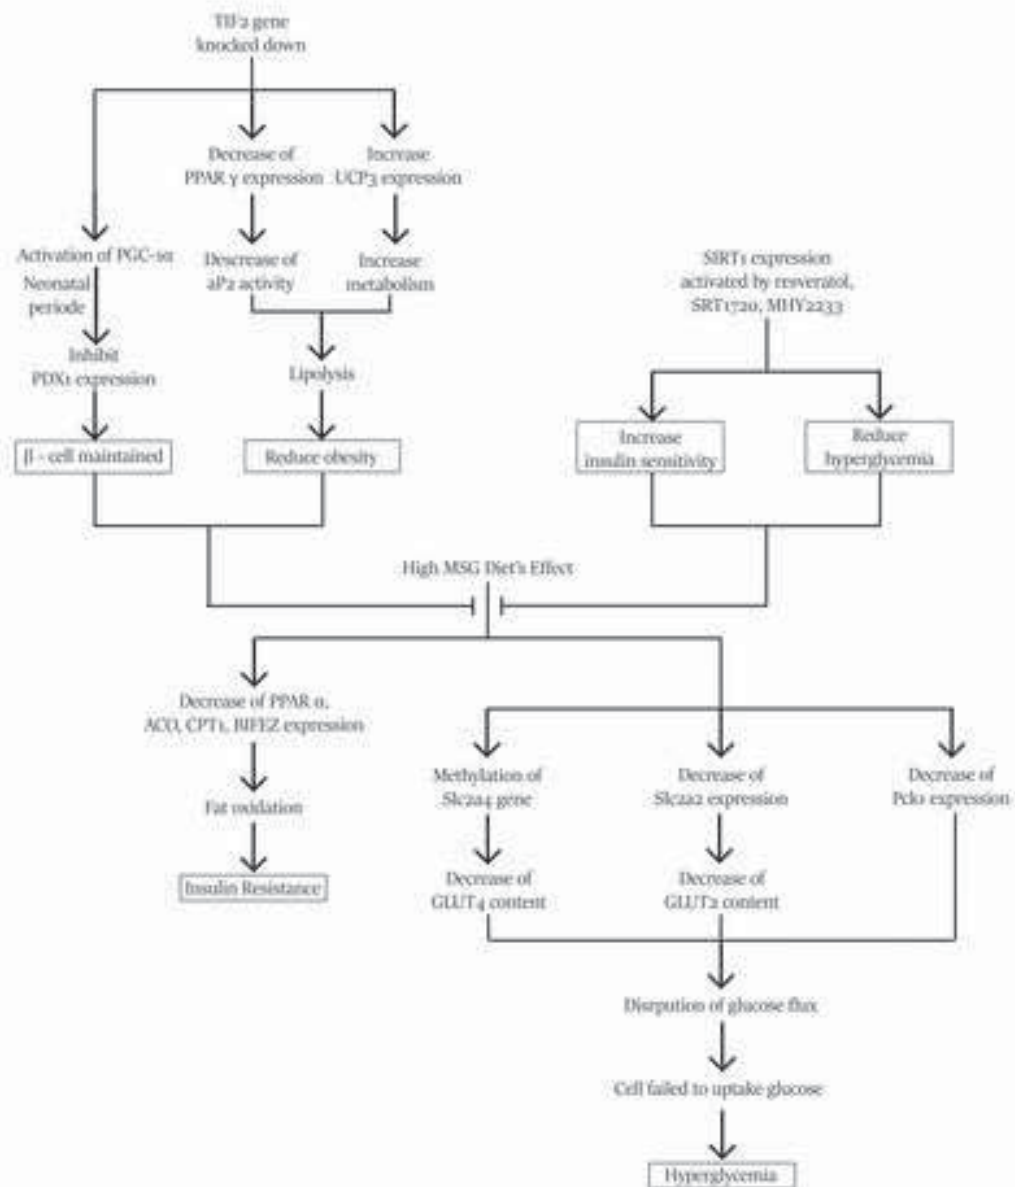 TIF2 gene
knocked down
Decrease of
PPAR γ expression
Increase
UCP3 expression
Activation of PGC-1α
Neonatal
periode
Descrease of
aP2 activity
Increase
metabolism
SIRT1 expression
activated by resveratol,
SRT1720, MHY2233
Inhibit
PDX1 expression
Lipolysis
β - cell maintained
Reduce obesity
Increase
insulin sensitivity
Reduce
hyperglycemia
High MSG Diet's Effect
Decrease of PPAR α,
ACO, CPT1, BIFEZ expression
Fat oxidation
Insulin Resistance
Methylation of
Slc2a4 gene
Decrease of
Slc2a2 expression
Decrease of
Pck1 expression
Decrease of
GLUT4 content
Decrease of
GLUT2 content
Disrpution of glucose flux
Cell failed to uptake glucose
Hyperglycemia